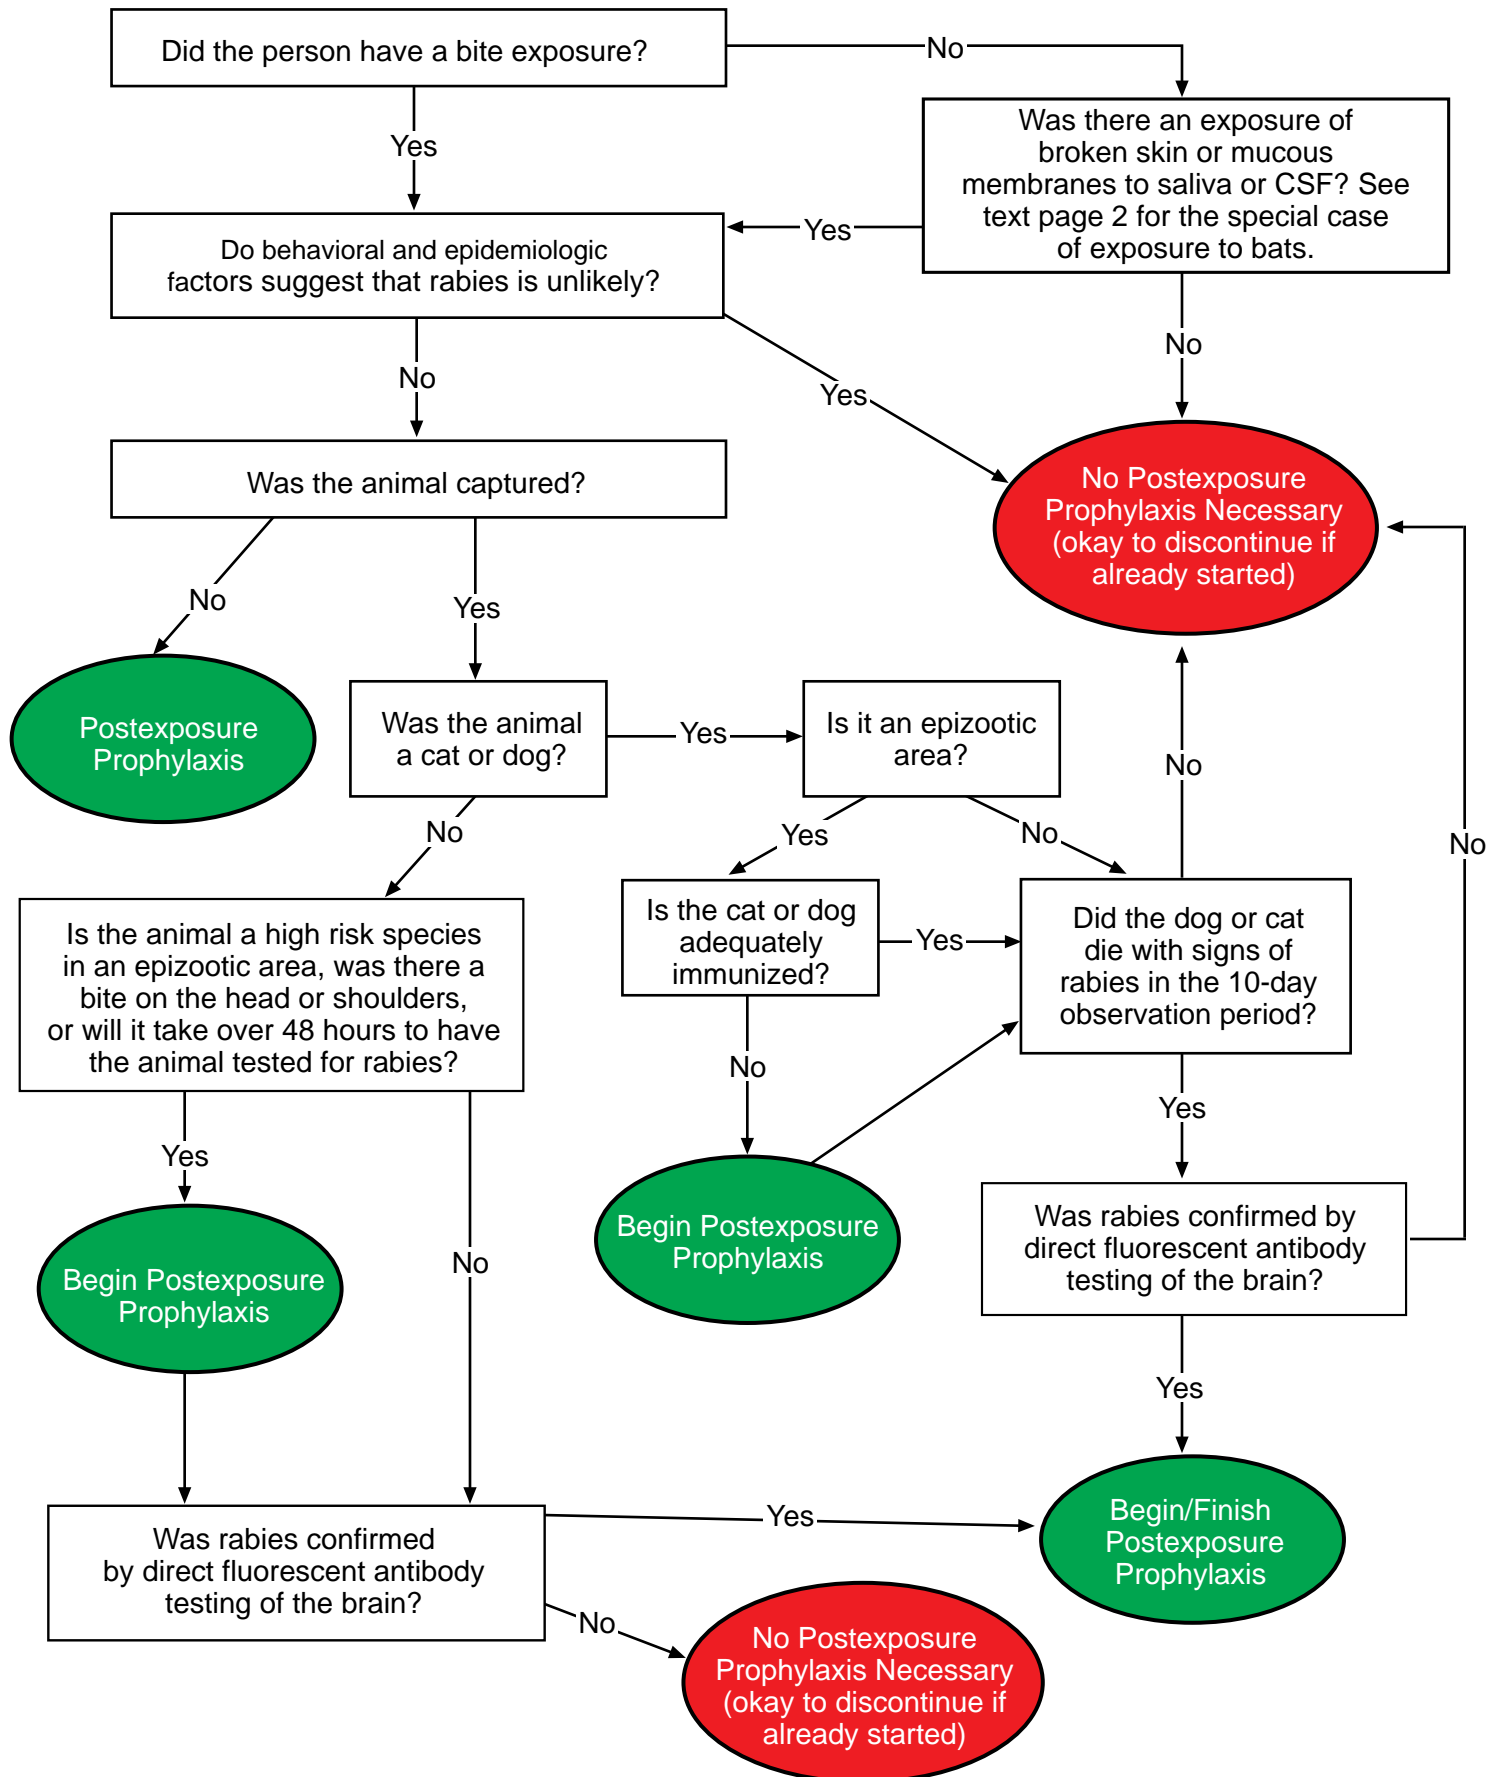 Did the person have a bite exposure?
No
Yes
Was there an exposure of
broken skin or mucous
membranes to saliva or CSF? See
text page 2 for the special case
of exposure to bats.
Yes
Do behavioral and epidemiologic
factors suggest that rabies is unlikely?
No
No
Yes
Was the animal captured?
No Postexposure
Prophylaxis Necessary
(okay to discontinue if
already started)
No
Yes
Postexposure
Prophylaxis
Was the animal
a cat or dog?
Yes
Is it an epizootic
area?
No
No
No
Yes
No
Is the animal a high risk species
in an epizootic area, was there a
bite on the head or shoulders,
or will it take over 48 hours to have
the animal tested for rabies?
Is the cat or dog
adequately
immunized?
Yes
Did the dog or cat
die with signs of
rabies in the 10-day
observation period?
No
Yes
Yes
Begin Postexposure
Prophylaxis
Was rabies confirmed by
direct fluorescent antibody
testing of the brain?
Begin Postexposure
Prophylaxis
No
Yes
Was rabies confirmed
by direct fluorescent antibody
testing of the brain?
Yes
Begin/Finish
Postexposure
Prophylaxis
No
No Postexposure
Prophylaxis Necessary
(okay to discontinue if
already started)